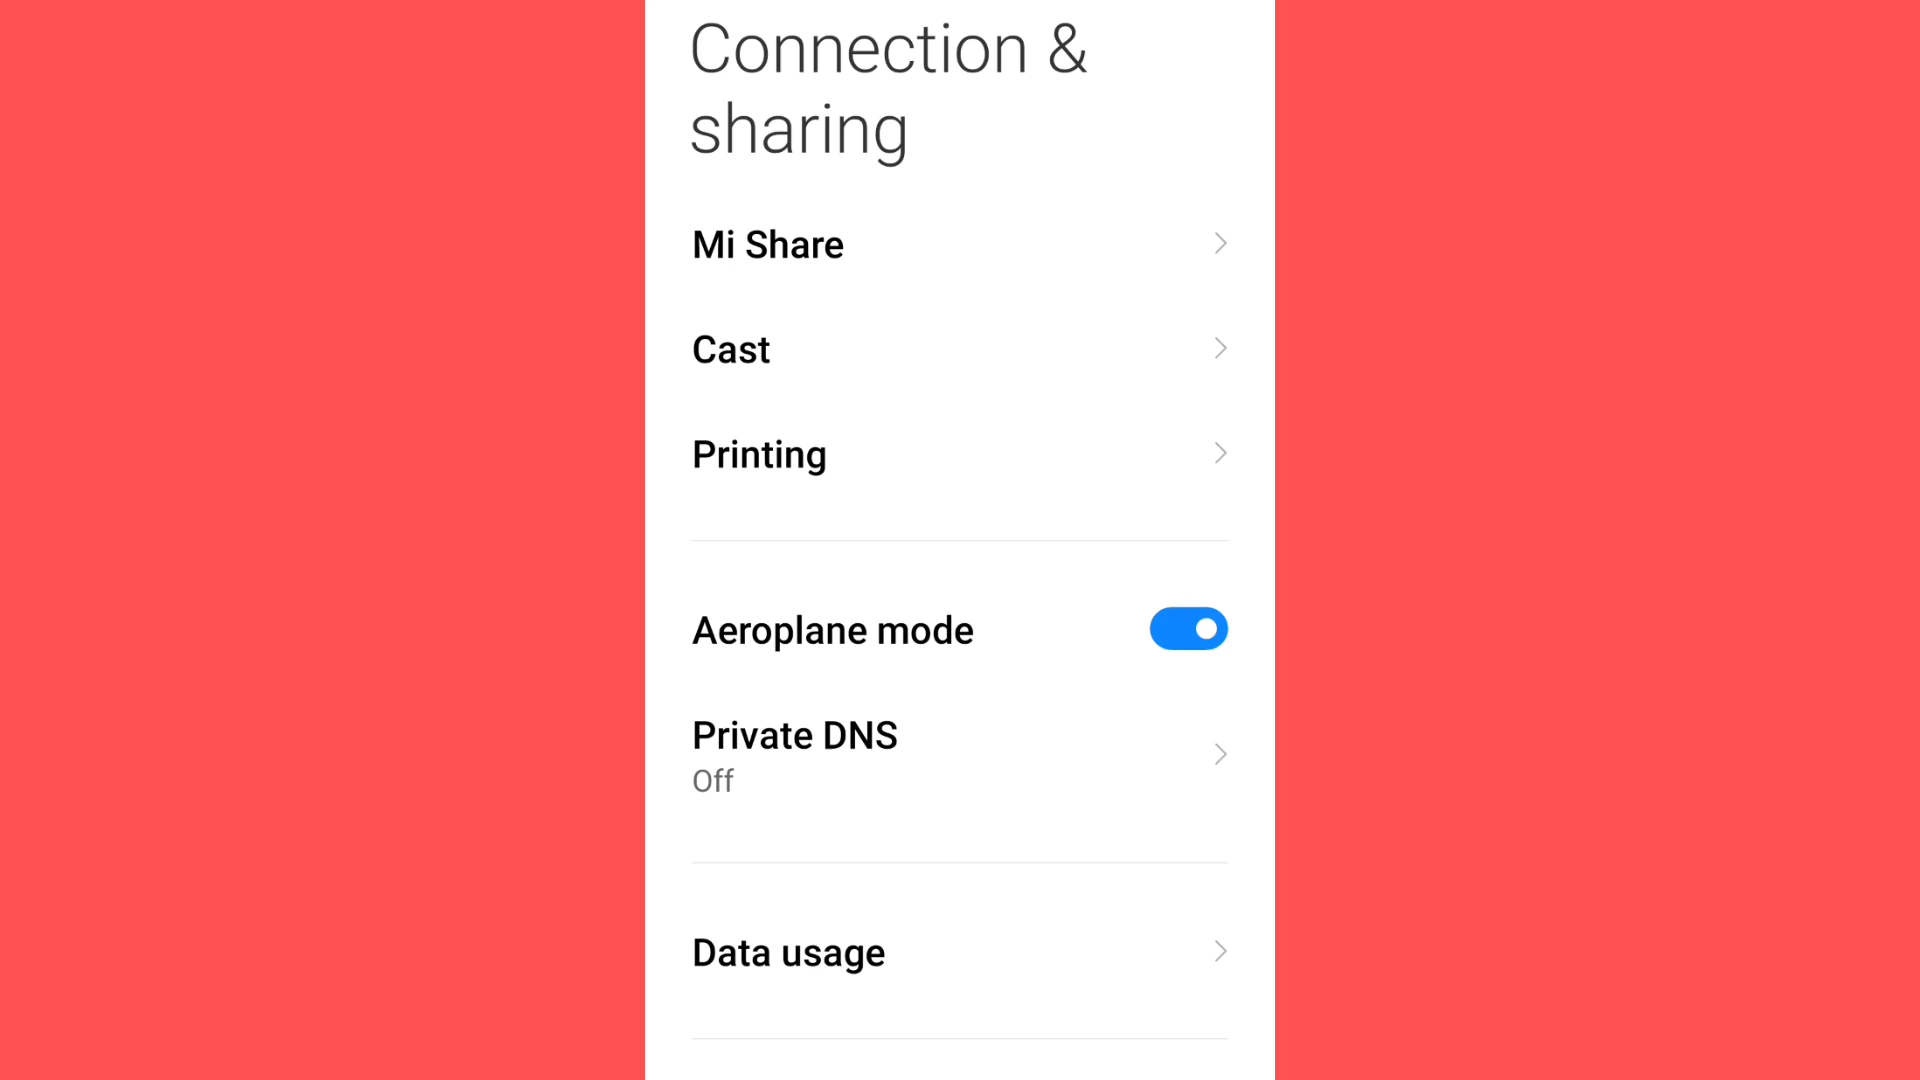 Connection &
sharing
Mi Share
Cast
Printing
Aeroplane mode
Private DNS
Off
Data usage